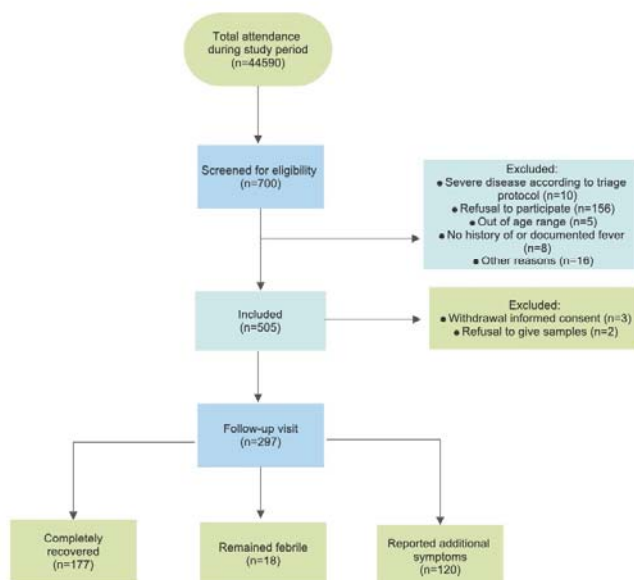 Total attendance
during study period
(n=44590)
Screened for eligibility
(n=700)
Excluded:
● Severe disease according to triage
protocol (n=10)
● Refusal to participate (n=156)
● Out of age range (n=5)
● No history of or documented fever
(n=8)
● Other reasons (n=16)
Included
(n=505)
Excluded:
● Withdrawal informed consent (n=3)
● Refusal to give samples (n=2)
Follow-up visit
(n=297)
Completely
recovered
(n=177)
Remained febrile
(n=18)
Reported additional
symptoms
(n=120)